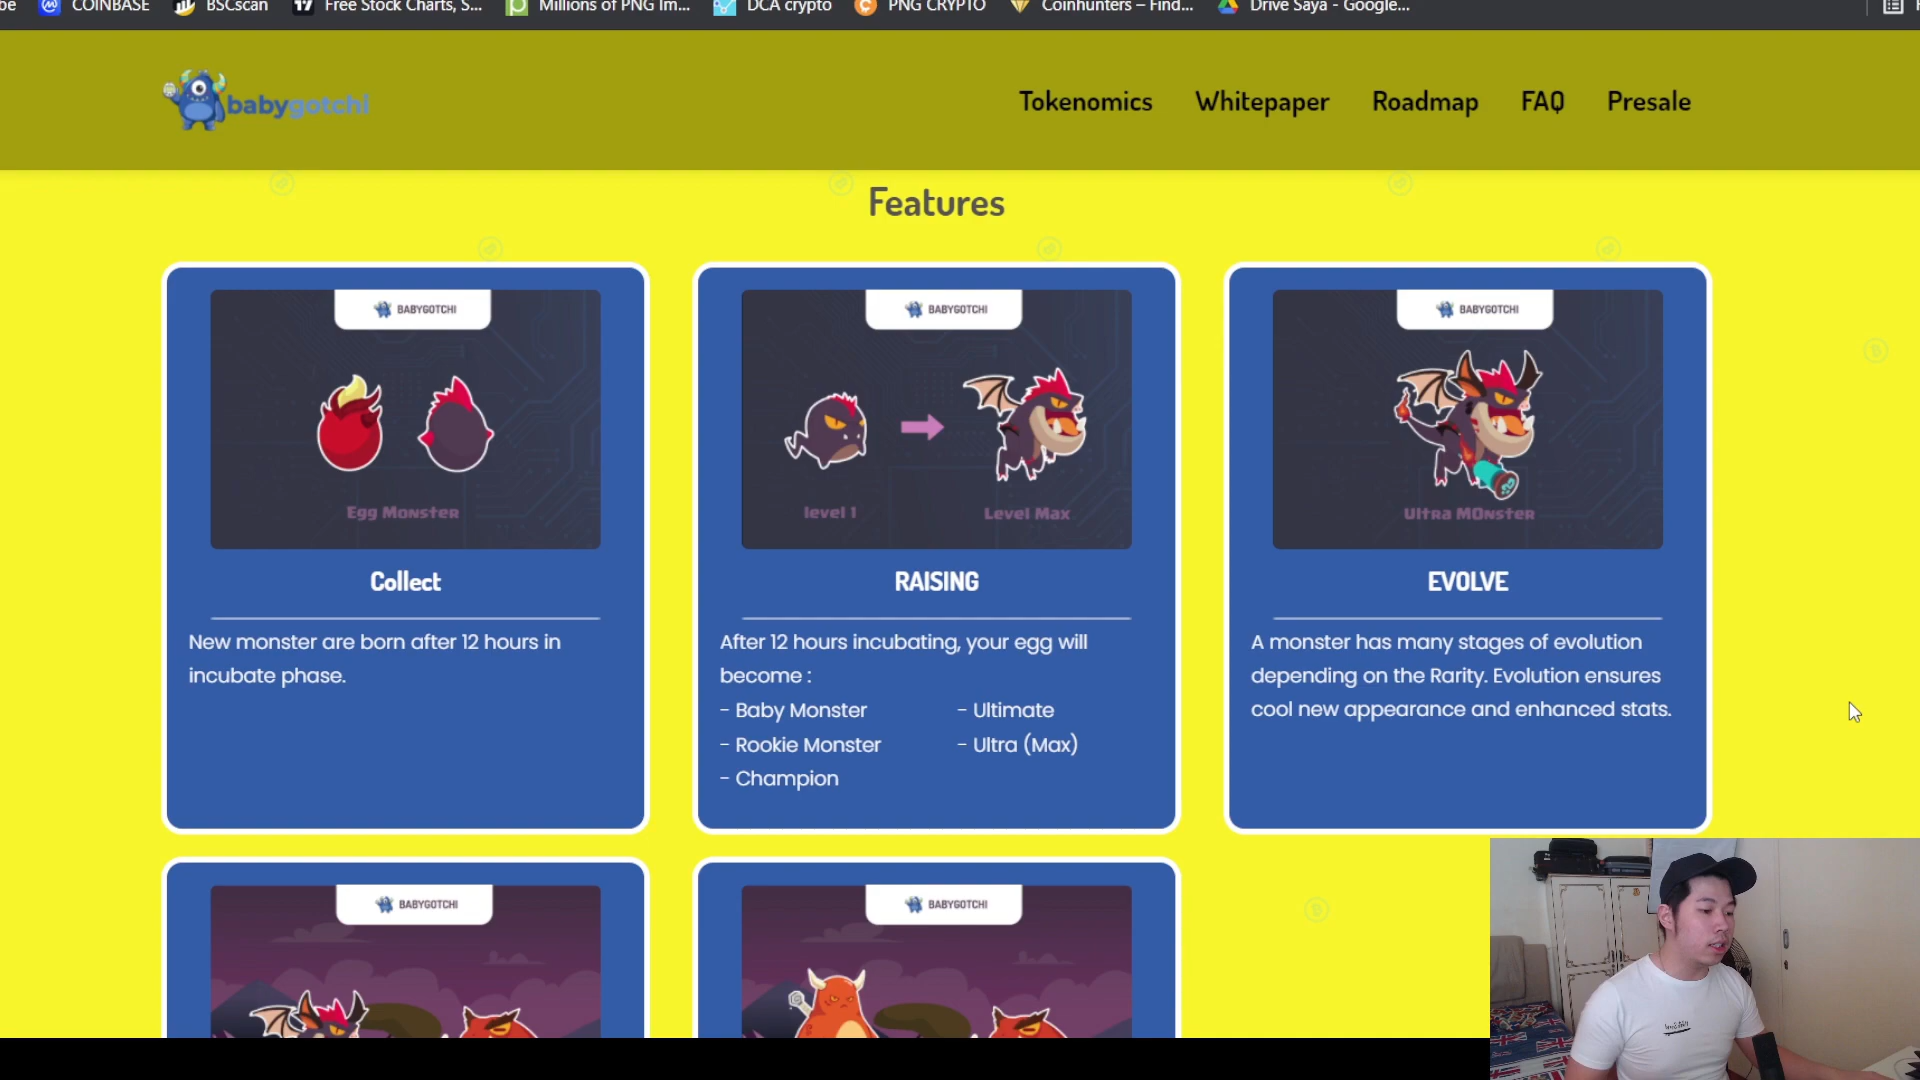 COINBASE
BSCscan
Free Stock Charts, S...
Millions of PNG Im...
DCA crypto
PNG CRYPTO
Coinhunters – Find...
Drive Saya - Google...
babygotchi
Tokenomics
Whitepaper
Roadmap
FAQ
Presale
Features
BABYGOTCHI
Egg Monster
Collect
New monster are born after 12 hours in
incubate phase.
BABYGOTCHI
level 1
Level Max
RAISING
After 12 hours incubating, your egg will
become :
- Baby Monster
- Rookie Monster
- Champion
- Ultimate
- Ultra (Max)
BABYGOTCHI
Ultra MOnster
EVOLVE
A monster has many stages of evolution
depending on the Rarity. Evolution ensures
cool new appearance and enhanced stats.
BABYGOTCHI
BABYGOTCHI